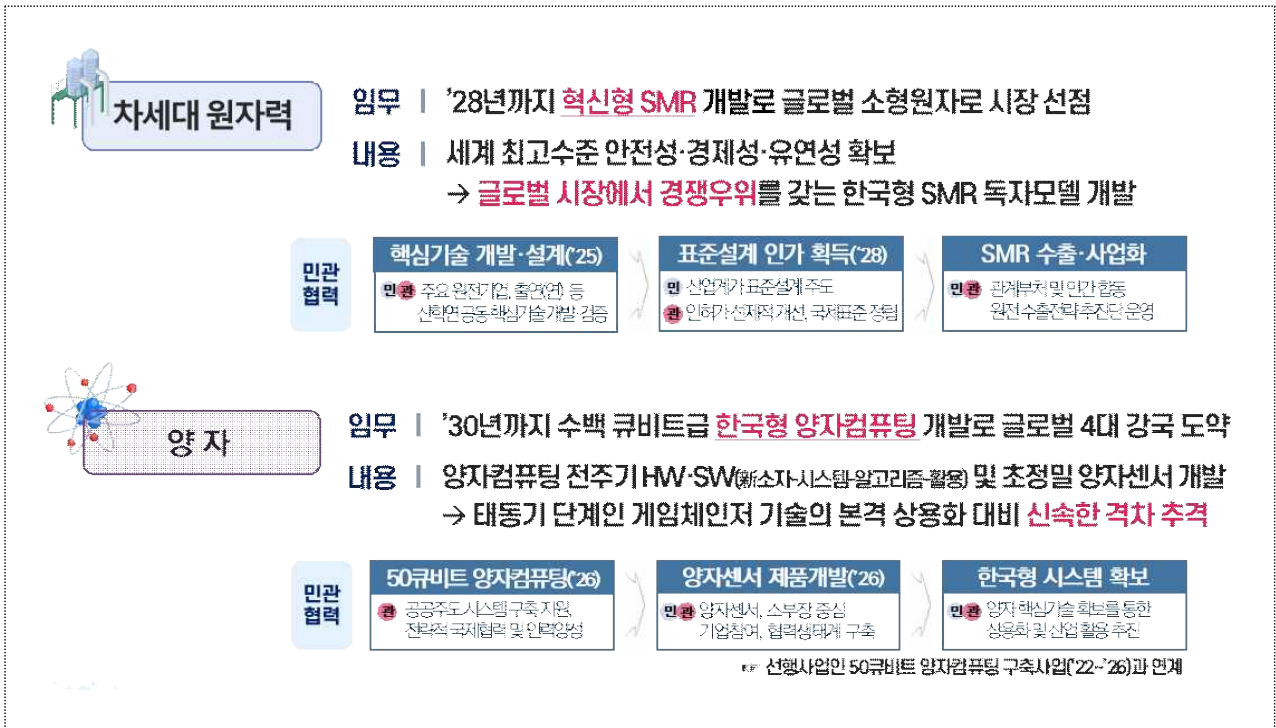 차세대 원자력
임무 | '28년까지 혁신형 SMR 개발로 글로벌 소형원자로 시장 선점
내용 | 세계 최고수준 안전성·경제성·유연성 확보
→ 글로벌 시장에서 경쟁우위를 갖는 한국형 SMR 독자모델 개발
민관
협력
핵심기술 개발·설계('25)
민관 주요 원전기업, 출연(연) 등
산학연 공동 핵심기술개발·검증
표준설계 인가 획득('28)
민 산업계가 표준설계 주도
관 인허가 선제적 개선, 국제표준 정립
SMR 수출·사업화
민관 관계부처 및 민간 합동
원전 수출전략 추진단 운영
양 자
임무 | '30년까지 수백 큐비트급 한국형 양자컴퓨팅 개발로 글로벌 4대 강국 도약
내용 | 양자컴퓨팅 전주기 HW·SW(新소자-시스템-알고리즘-활용) 및 초정밀 양자센서 개발
→ 태동기 단계인 게임체인저 기술의 본격 상용화 대비 신속한 격차 추격
민관
협력
50큐비트 양자컴퓨팅('26)
관 공공주도 시스템 구축 지원,
전략적 국제협력 및 인력양성
양자센서 제품개발('26)
민관 양자센서, 소부장 중심
기업참여, 협력생태계 구축
한국형 시스템 확보
민관 양자 핵심기술 확보를 통한
상용화 및 산업 활용 추진
☞ 선행사업인 50큐비트 양자컴퓨팅 구축사업('22~'26)과 연계